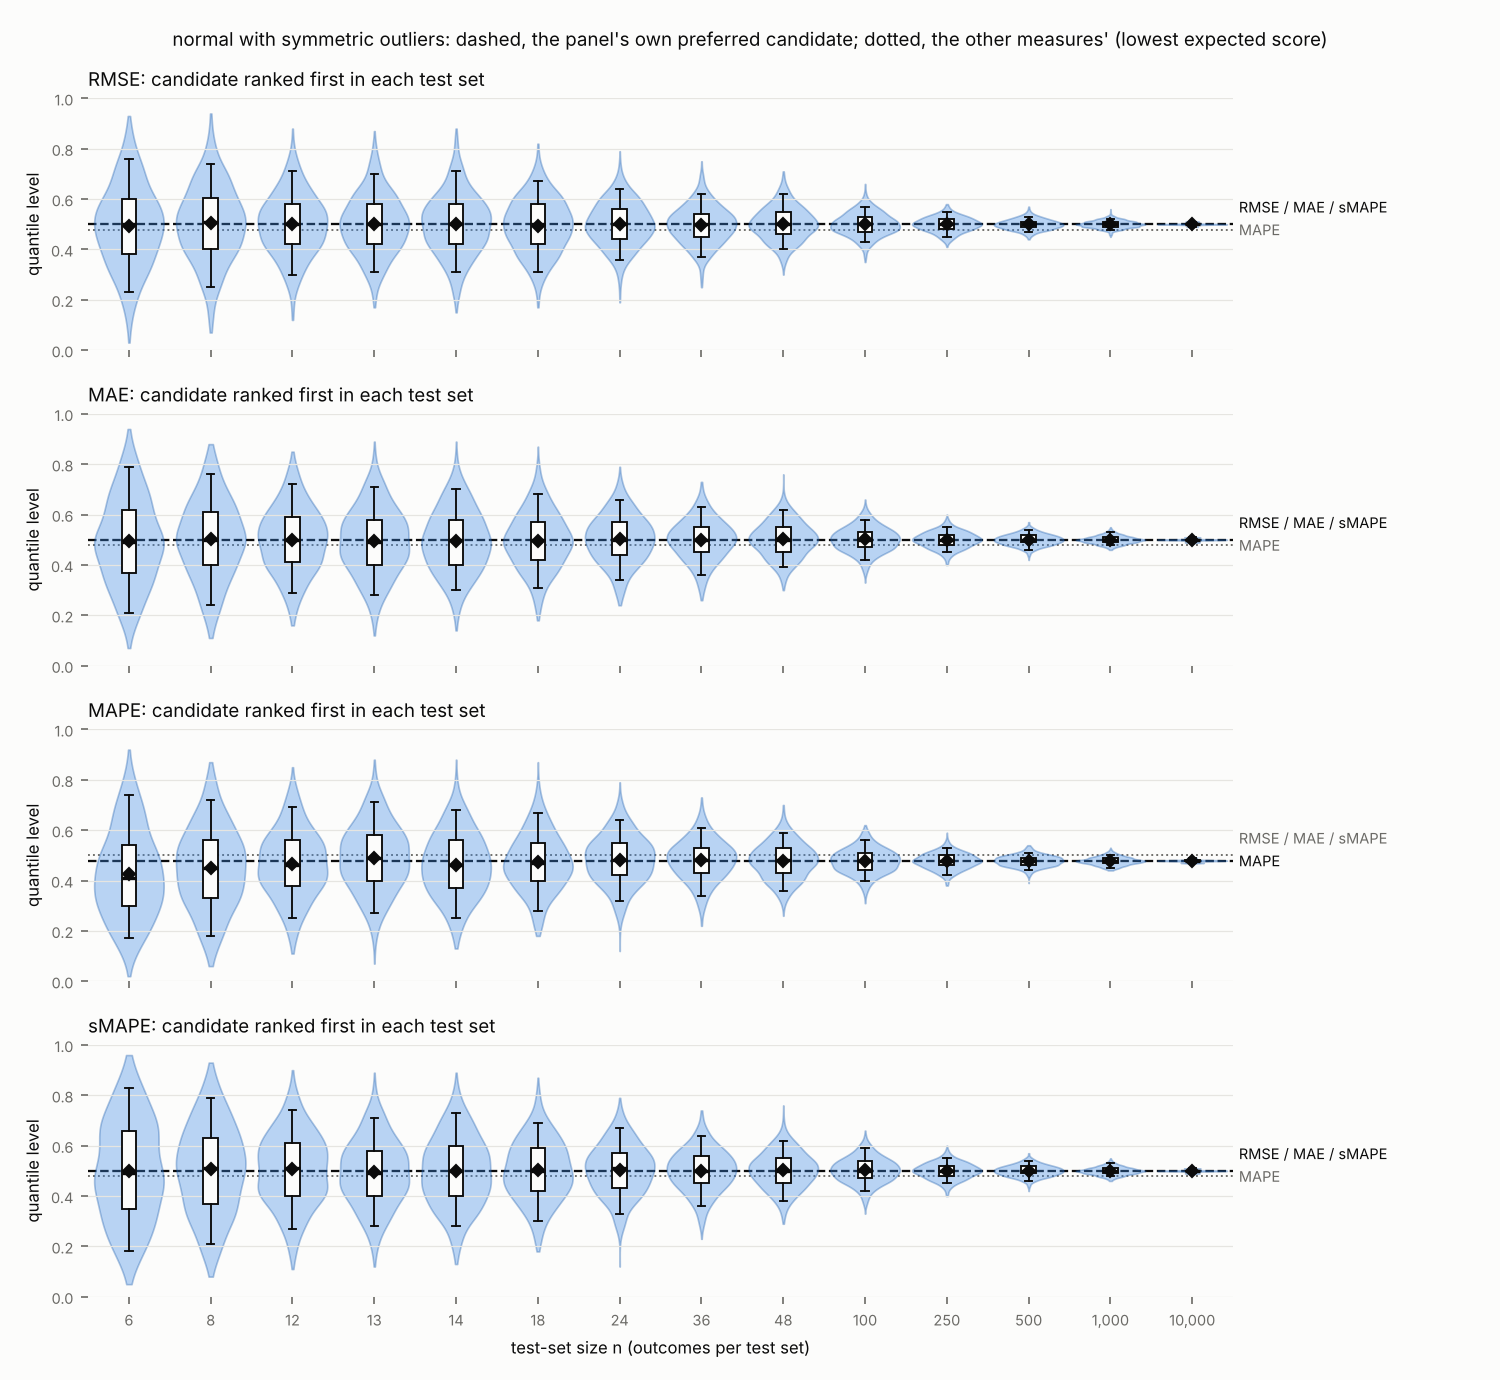 normal with symmetric outliers: dashed, the panel's own preferred candidate; dotted, the other measures' (lowest expected score)
RMSE: candidate ranked first in each test set
1.0
0.8
0.6
0.4
0.2
0.0
quantile level
RMSE / MAE / sMAPE
MAPE
MAE: candidate ranked first in each test set
1.0
0.8
0.6
0.4
0.2
0.0
quantile level
RMSE / MAE / sMAPE
MAPE
MAPE: candidate ranked first in each test set
1.0
0.8
0.6
0.4
0.2
0.0
quantile level
RMSE / MAE / sMAPE
MAPE
sMAPE: candidate ranked first in each test set
1.0
0.8
0.6
0.4
0.2
0.0
quantile level
RMSE / MAE / sMAPE
MAPE
6 8 12 13 14 18 24 36 48 100 250 500 1,000 10,000
test-set size n (outcomes per test set)